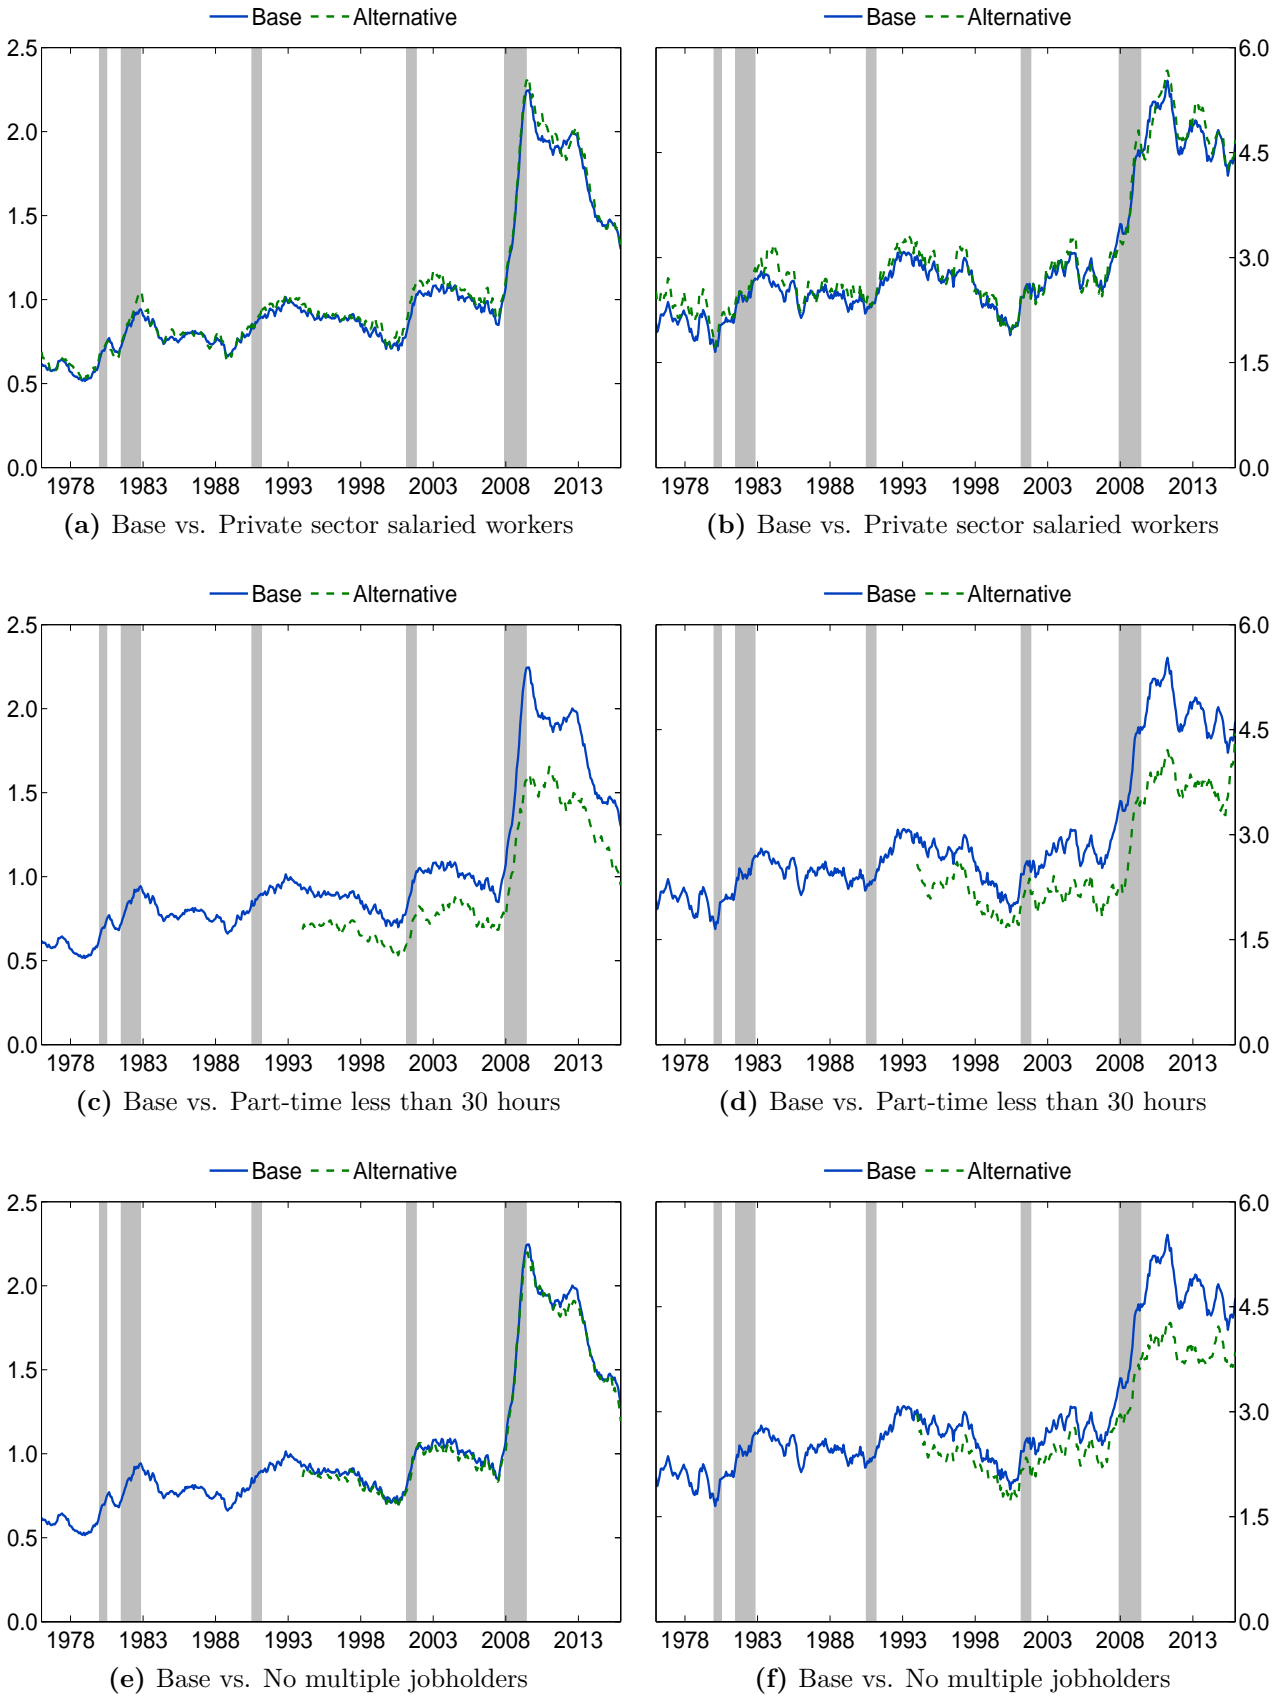 Base Alternative
Base Alternative
2.5
2.0
1.5
1.0
0.5
0.0
1978 1983 1988 1993 1998 2003 2008 2013
6.0
4.5
3.0
1.5
0.0
1978 1983 1988 1993 1998 2003 2008 2013
(a) Base vs. Private sector salaried workers
(b) Base vs. Private sector salaried workers
Base Alternative
Base Alternative
2.5
2.0
1.5
1.0
0.5
0.0
1978 1983 1988 1993 1998 2003 2008 2013
6.0
4.5
3.0
1.5
0.0
1978 1983 1988 1993 1998 2003 2008 2013
(c) Base vs. Part-time less than 30 hours
(d) Base vs. Part-time less than 30 hours
Base Alternative
Base Alternative
2.5
2.0
1.5
1.0
0.5
0.0
1978 1983 1988 1993 1998 2003 2008 2013
6.0
4.5
3.0
1.5
0.0
1978 1983 1988 1993 1998 2003 2008 2013
(e) Base vs. No multiple jobholders
(f) Base vs. No multiple jobholders